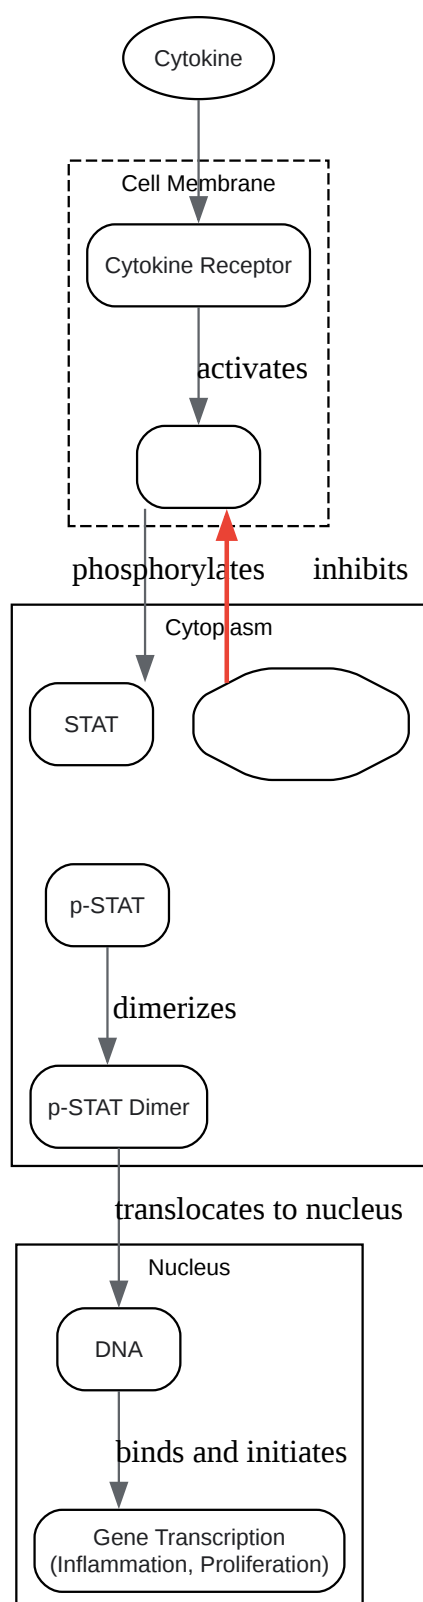 Cytokine
Cell Membrane
Cytokine Receptor
activates
phosphorylates
inhibits
Cytoplasm
STAT
p-STAT
dimerizes
p-STAT Dimer
translocates to nucleus
Nucleus
DNA
binds and initiates
Gene Transcription
(Inflammation, Proliferation)